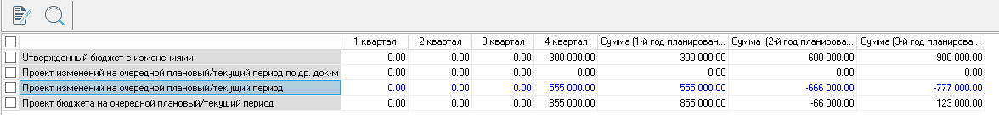 1 квартал 2 квартал 3 квартал 4 квартал Сумма (1-й год планирован... Сумма (2-й год планирова... Сумма (3-й год планирова...
Утвержденный бюджет с изменениями 0.00 0.00 0.00 300 000.00 300 000.00 600 000.00 900 000.00
Проект изменений на очередной плановый/текущий период по др. док-м 0.00 0.00 0.00 0.00 0.00 0.00 0.00
Проект изменений на очередной плановый/текущий период 0.00 0.00 0.00 555 000.00 555 000.00 -666 000.00 -777 000.00
Проект бюджета на очередной плановый/текущий период 0.00 0.00 0.00 855 000.00 855 000.00 -66 000.00 123 000.00